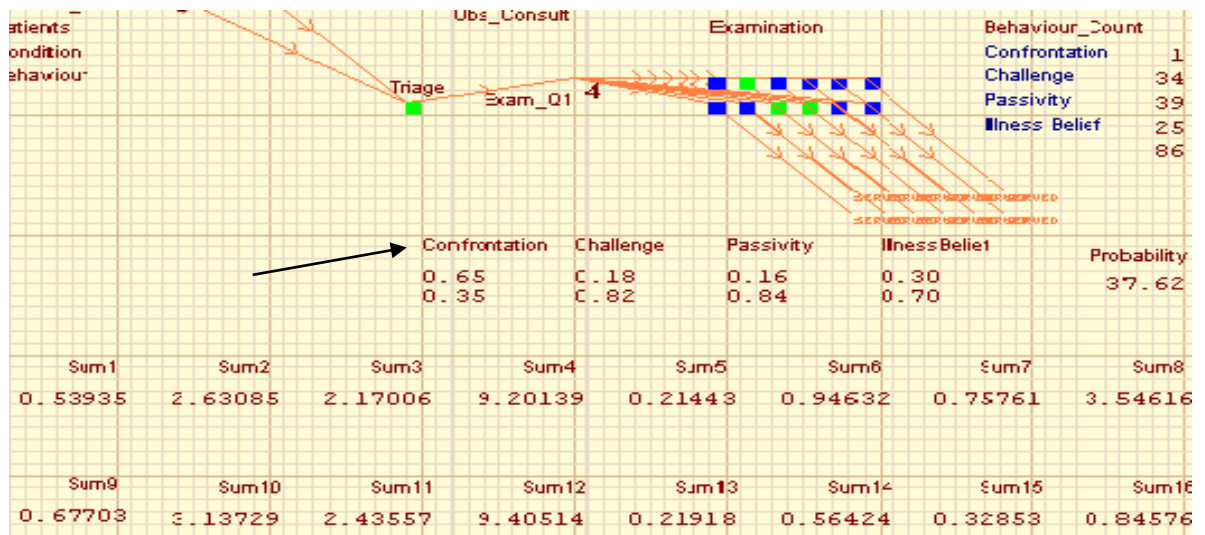 Obs_Consult
atients
Examination
Behaviour_Count
ondition
Confrontation 1
ehaviour
Challenge 34
Triage
Exam_Q1
4
Passivity 39
Illness Belief 25
86
Confrontation Challenge Passivity Illness Belief
Probability
0.65 0.18 0.16 0.30
37.62
0.35 0.82 0.84 0.70
Sum1 Sum2 Sum3 Sum4 Sum5 Sum6 Sum7 Sum8
0.53935 2.63085 2.17006 9.20139 0.21443 0.94632 0.75761 3.54616
Sum9 Sum10 Sum11 Sum12 Sum13 Sum14 Sum15 Sum16
0.67703 3.13729 2.43557 9.40514 0.21918 0.56424 0.32853 0.84576